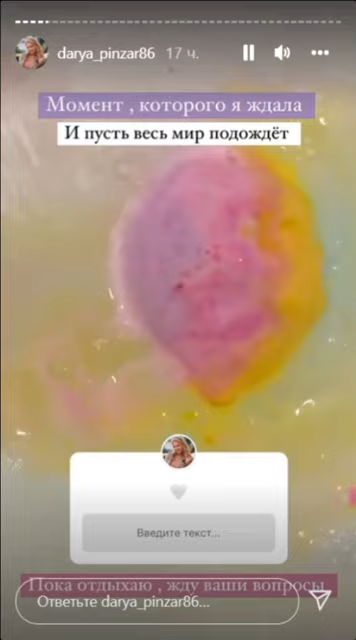 darya_pinzar86 17 ч.
Момент , которого я ждала
И пусть весь мир подождёт
Введите текст...
Пока отдыхаю , жду ваши вопросы
Ответьте darya_pinzar86...